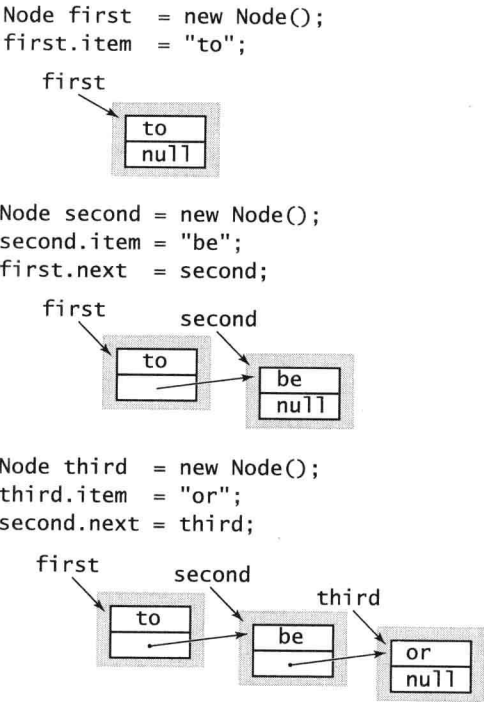 Node first  = new Node();
first.item  = "to";
first
to
null
Node second = new Node();
second.item = "be";
first.next  = second;
first
second
to
be
null
Node third  = new Node();
third.item  = "or";
second.next = third;
first
second
third
to
be
or
null